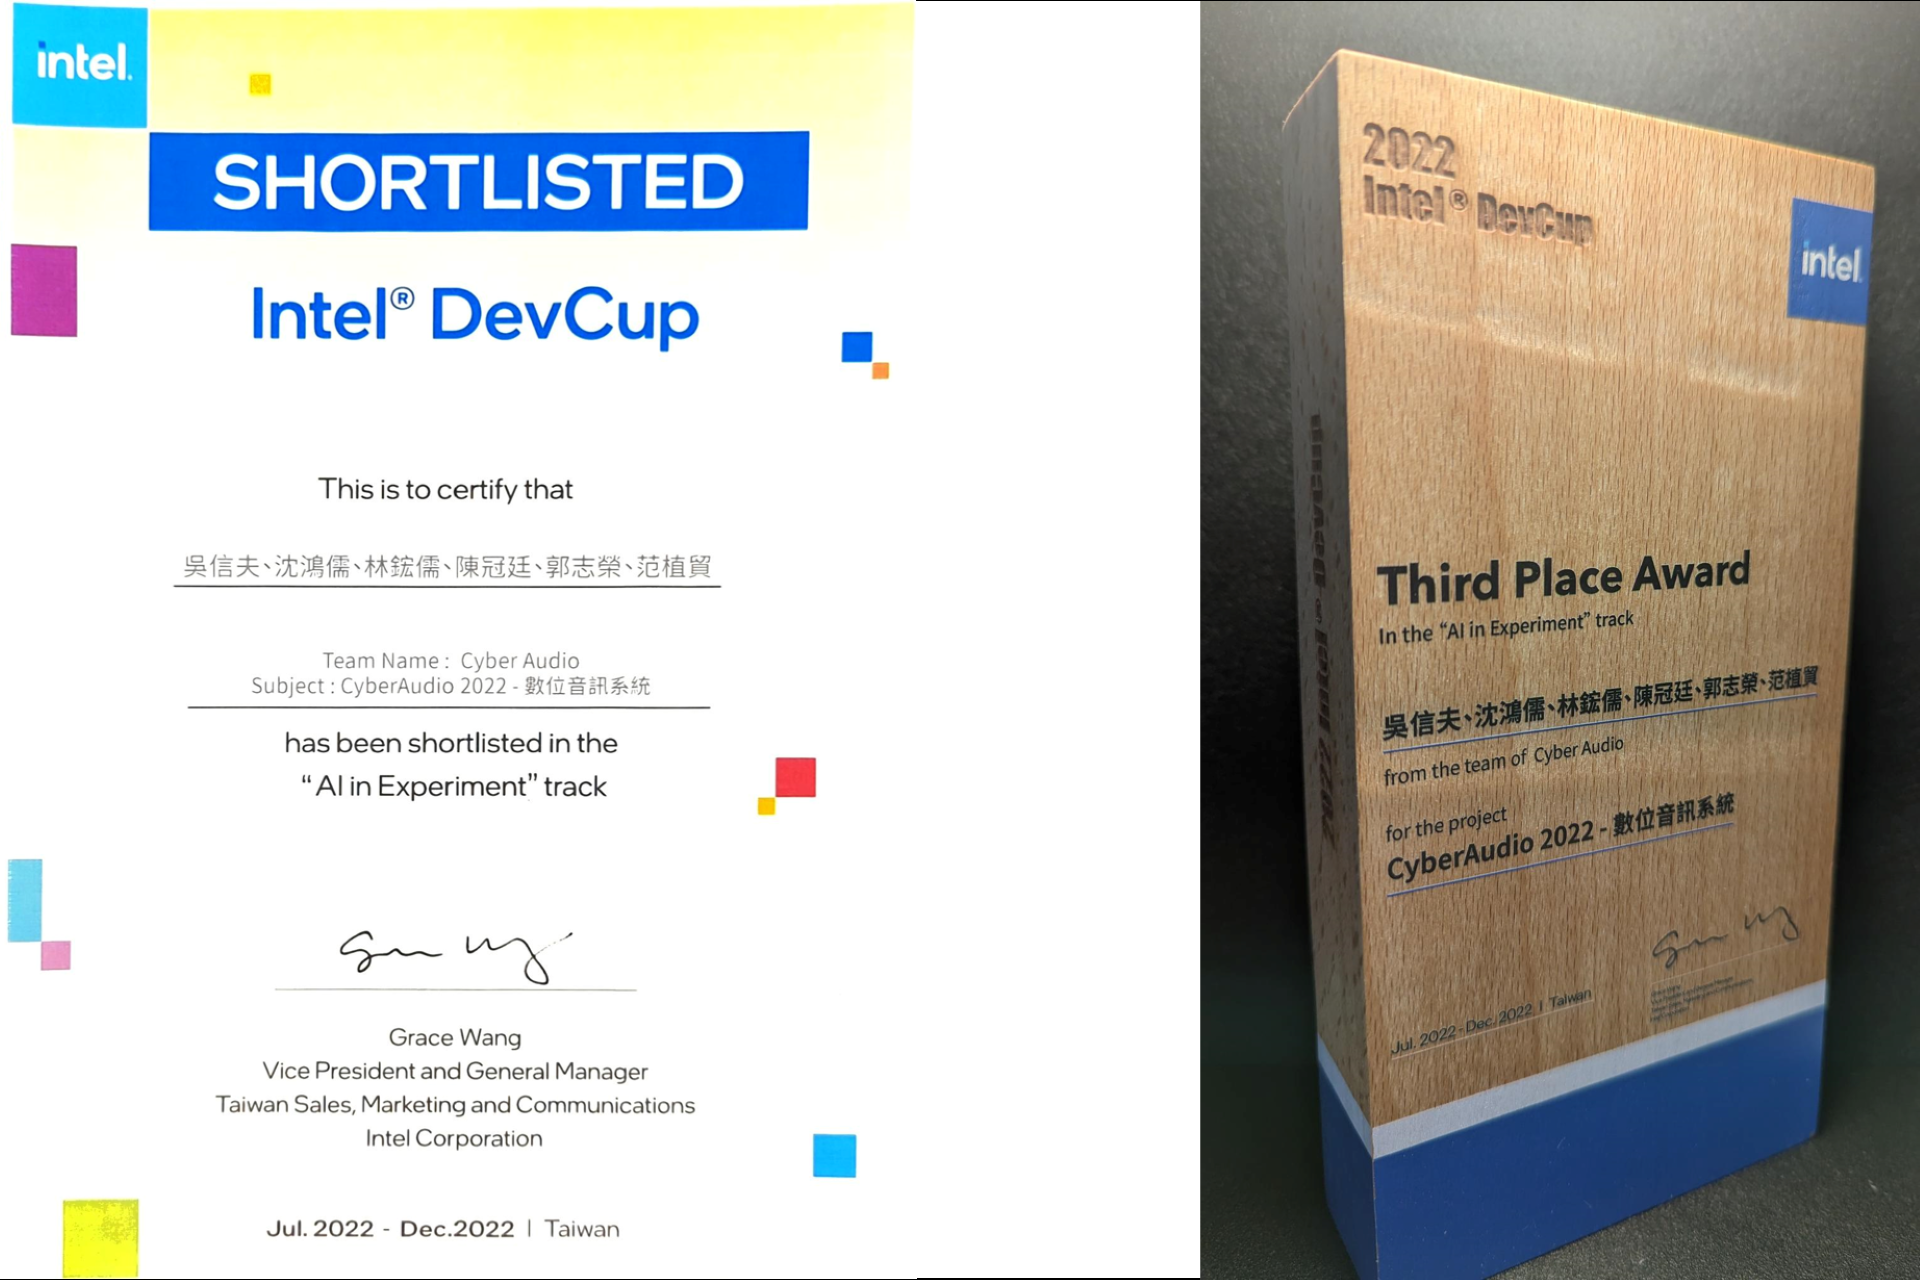 intel.
SHORTLISTED
Intel® DevCup
This is to certify that
吳信夫、沈鴻儒、林鋐儒、陳冠廷、郭志榮、范植貿
Team Name : Cyber Audio
Subject : CyberAudio 2022 - 數位音訊系統
has been shortlisted in the
“ AI in Experiment” track
Grace Wang
Vice President and General Manager
Taiwan Sales, Marketing and Communications
Intel Corporation
Jul. 2022 - Dec.2022 | Taiwan
2022
Intel® DevCup
intel.
Third Place Award
In the “AI in Experiment” track
吳信夫、沈鴻儒、林鋐儒、陳冠廷、郭志榮、范植貿
from the team of Cyber Audio
for the project
CyberAudio 2022 - 數位音訊系統
Jul. 2022 - Dec. 2022 | Taiwan